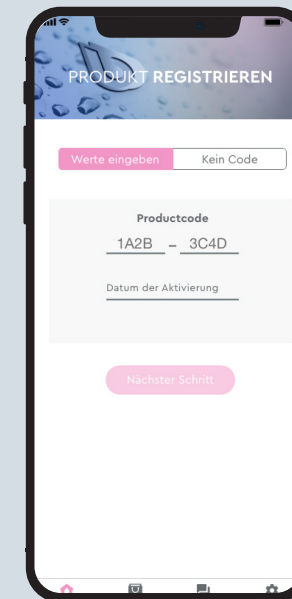 PRODUKT REGISTRIEREN
Werte eingeben Kein Code
Productcode
1A2B – 3C4D
Datum der Aktivierung
Nächster Schritt